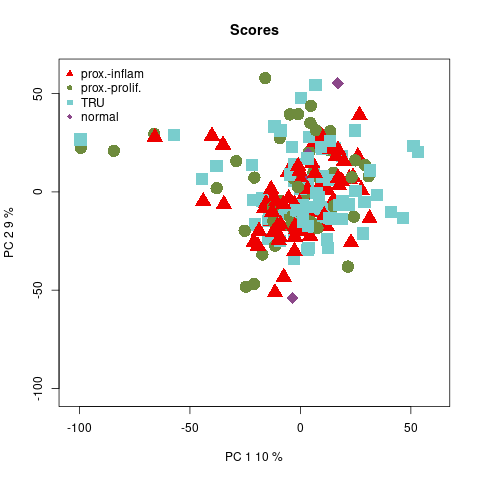 Scores
prox.-inflam
prox.-prolif.
TRU
normal
50
0
-50
-100
PC 2 9 %
-100
-50
0
50
PC 1 10 %